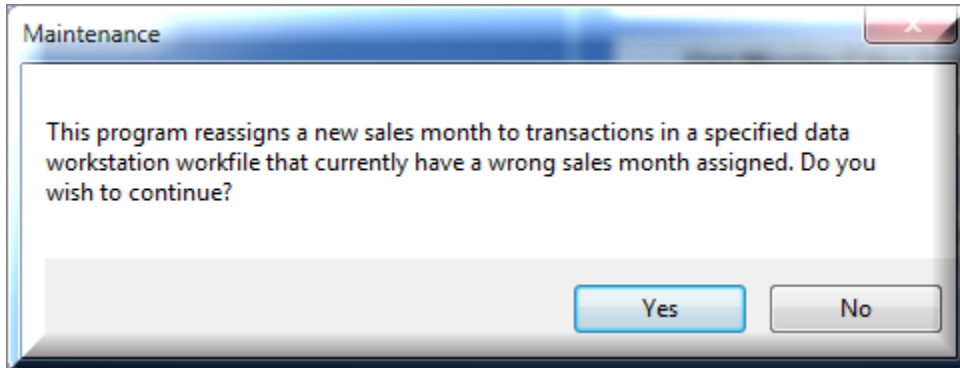 Maintenance
This program reassigns a new sales month to transactions in a specified data
workstation workfile that currently have a wrong sales month assigned. Do you
wish to continue?
Yes
No